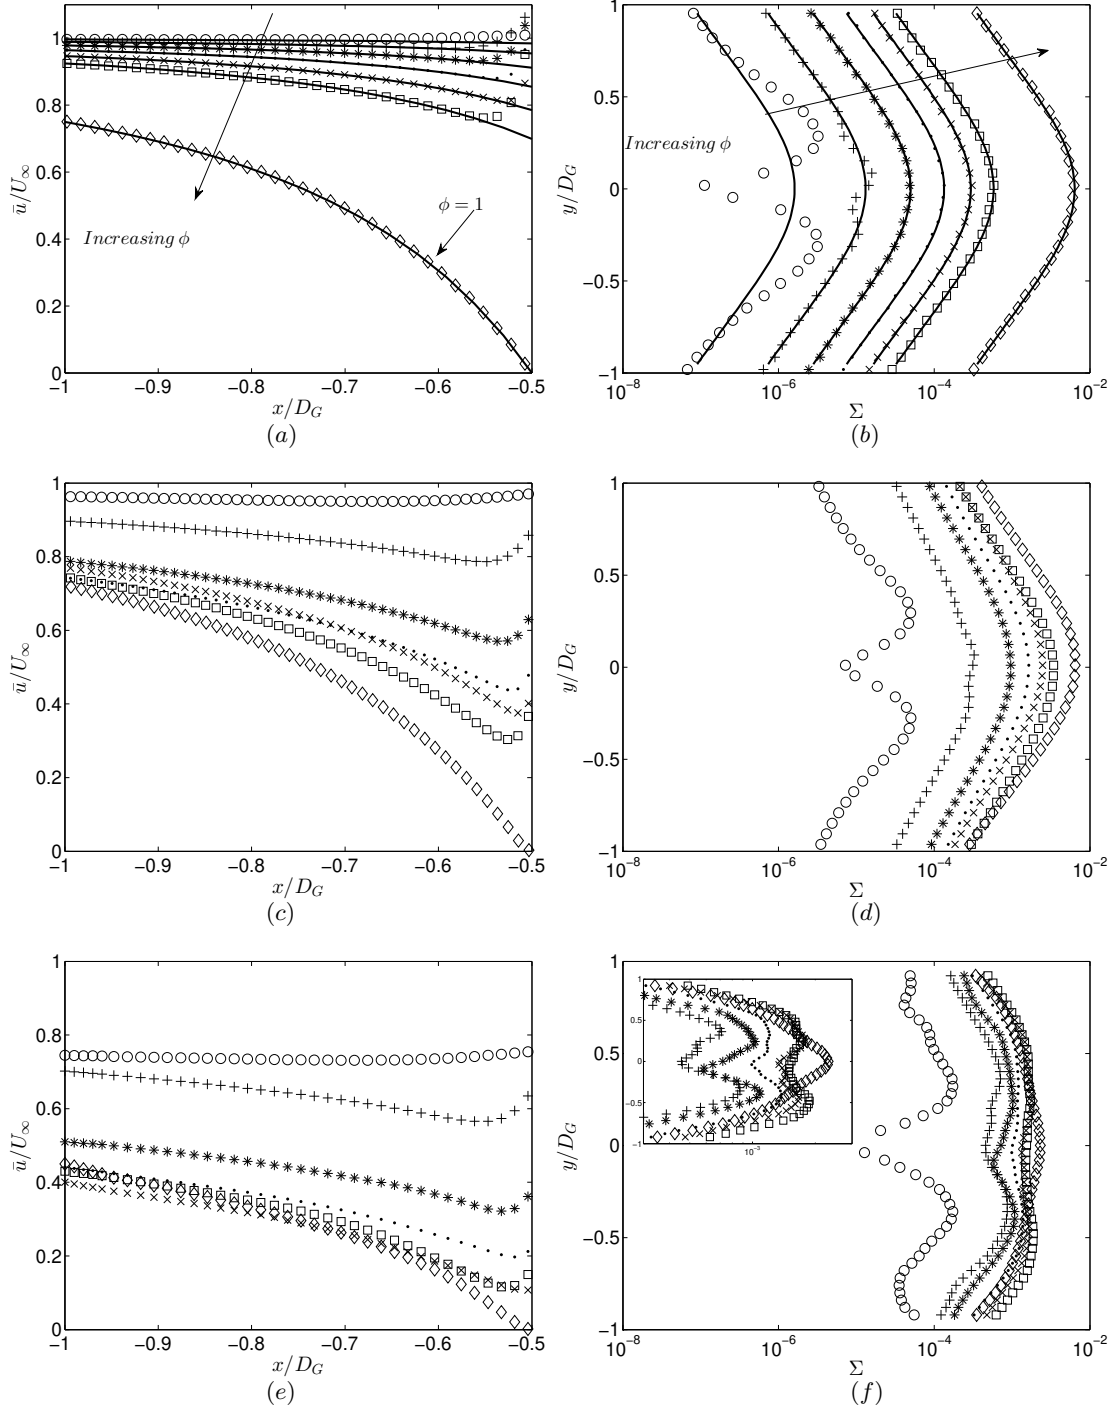 1
0.8
0.6
0.4
0.2
0
ū/U∞
Increasing ϕ
ϕ = 1
−1 −0.9 −0.8 −0.7 −0.6 −0.5
x/D_G
(a)
1
0.5
0
−0.5
−1
y/D_G
Increasing ϕ
10⁻⁸ 10⁻⁶ 10⁻⁴ 10⁻²
Σ
(b)
1
0.8
0.6
0.4
0.2
0
ū/U∞
−1 −0.9 −0.8 −0.7 −0.6 −0.5
x/D_G
(c)
1
0.5
0
−0.5
−1
y/D_G
10⁻⁸ 10⁻⁶ 10⁻⁴ 10⁻²
Σ
(d)
1
0.8
0.6
0.4
0.2
0
ū/U∞
−1 −0.9 −0.8 −0.7 −0.6 −0.5
x/D_G
(e)
1
0.5
0
−0.5
−1
y/D_G
1
0.5
0
−0.5
−1
10⁻³
10⁻⁸ 10⁻⁶ 10⁻⁴ 10⁻²
Σ
(f)